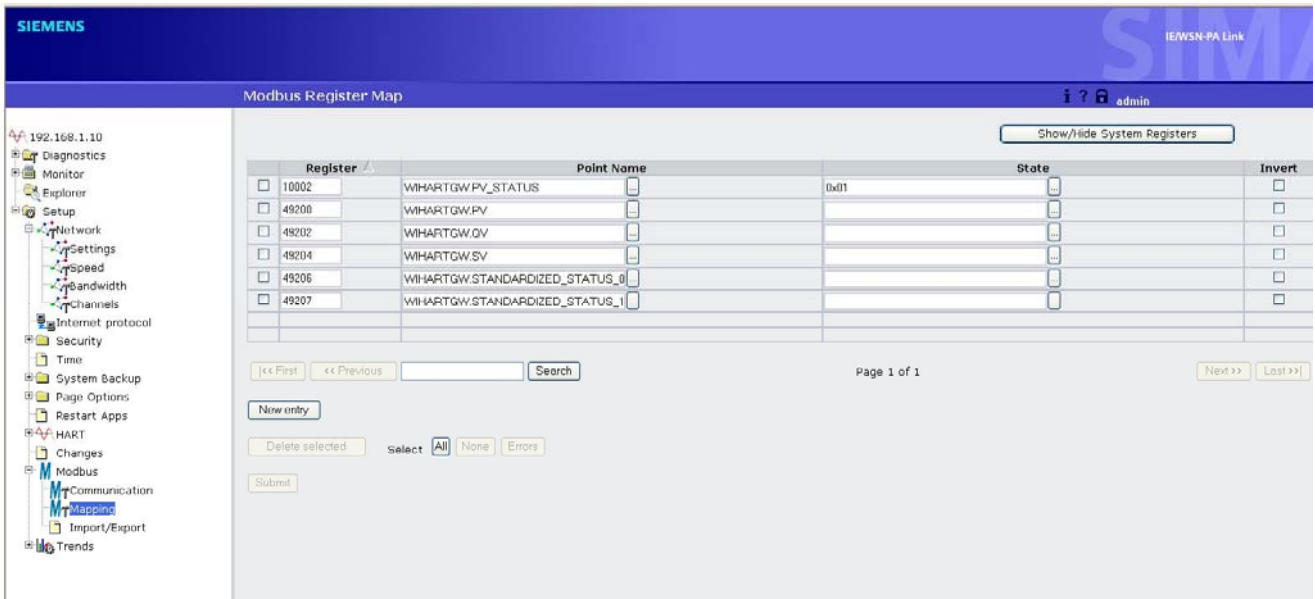 SIEMENS
IE/WSN-PA Link
SIMA
Modbus Register Map
i ? admin
192.168.1.10
Diagnostics
Monitor
Explorer
Setup
Network
Settings
Speed
Bandwidth
Channels
Internet protocol
Security
Time
System Backup
Page Options
Restart Apps
HART
Changes
Modbus
Communication
Mapping
Import/Export
Trends
Show/Hide System Registers
Register Point Name State Invert
10002 WIHARTGW.PV_STATUS ... 0x01 ...
49200 WIHARTGW.PV ... ...
49202 WIHARTGW.QV ... ...
49204 WIHARTGW.SV ... ...
49206 WIHARTGW.STANDARDIZED_STATUS_0 ... ...
49207 WIHARTGW.STANDARDIZED_STATUS_1
|<< First << Previous Search Page 1 of 1 Next >> Last >>|
New entry
Delete selected Select All None Errors
Submit